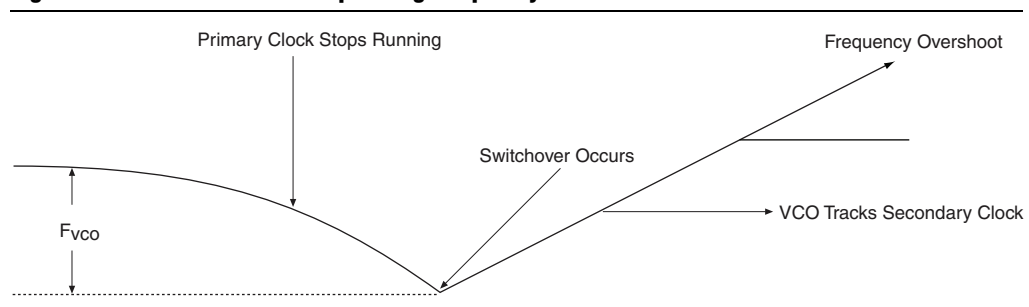 Primary Clock Stops Running
Frequency Overshoot
Switchover Occurs
VCO Tracks Secondary Clock
FVCO